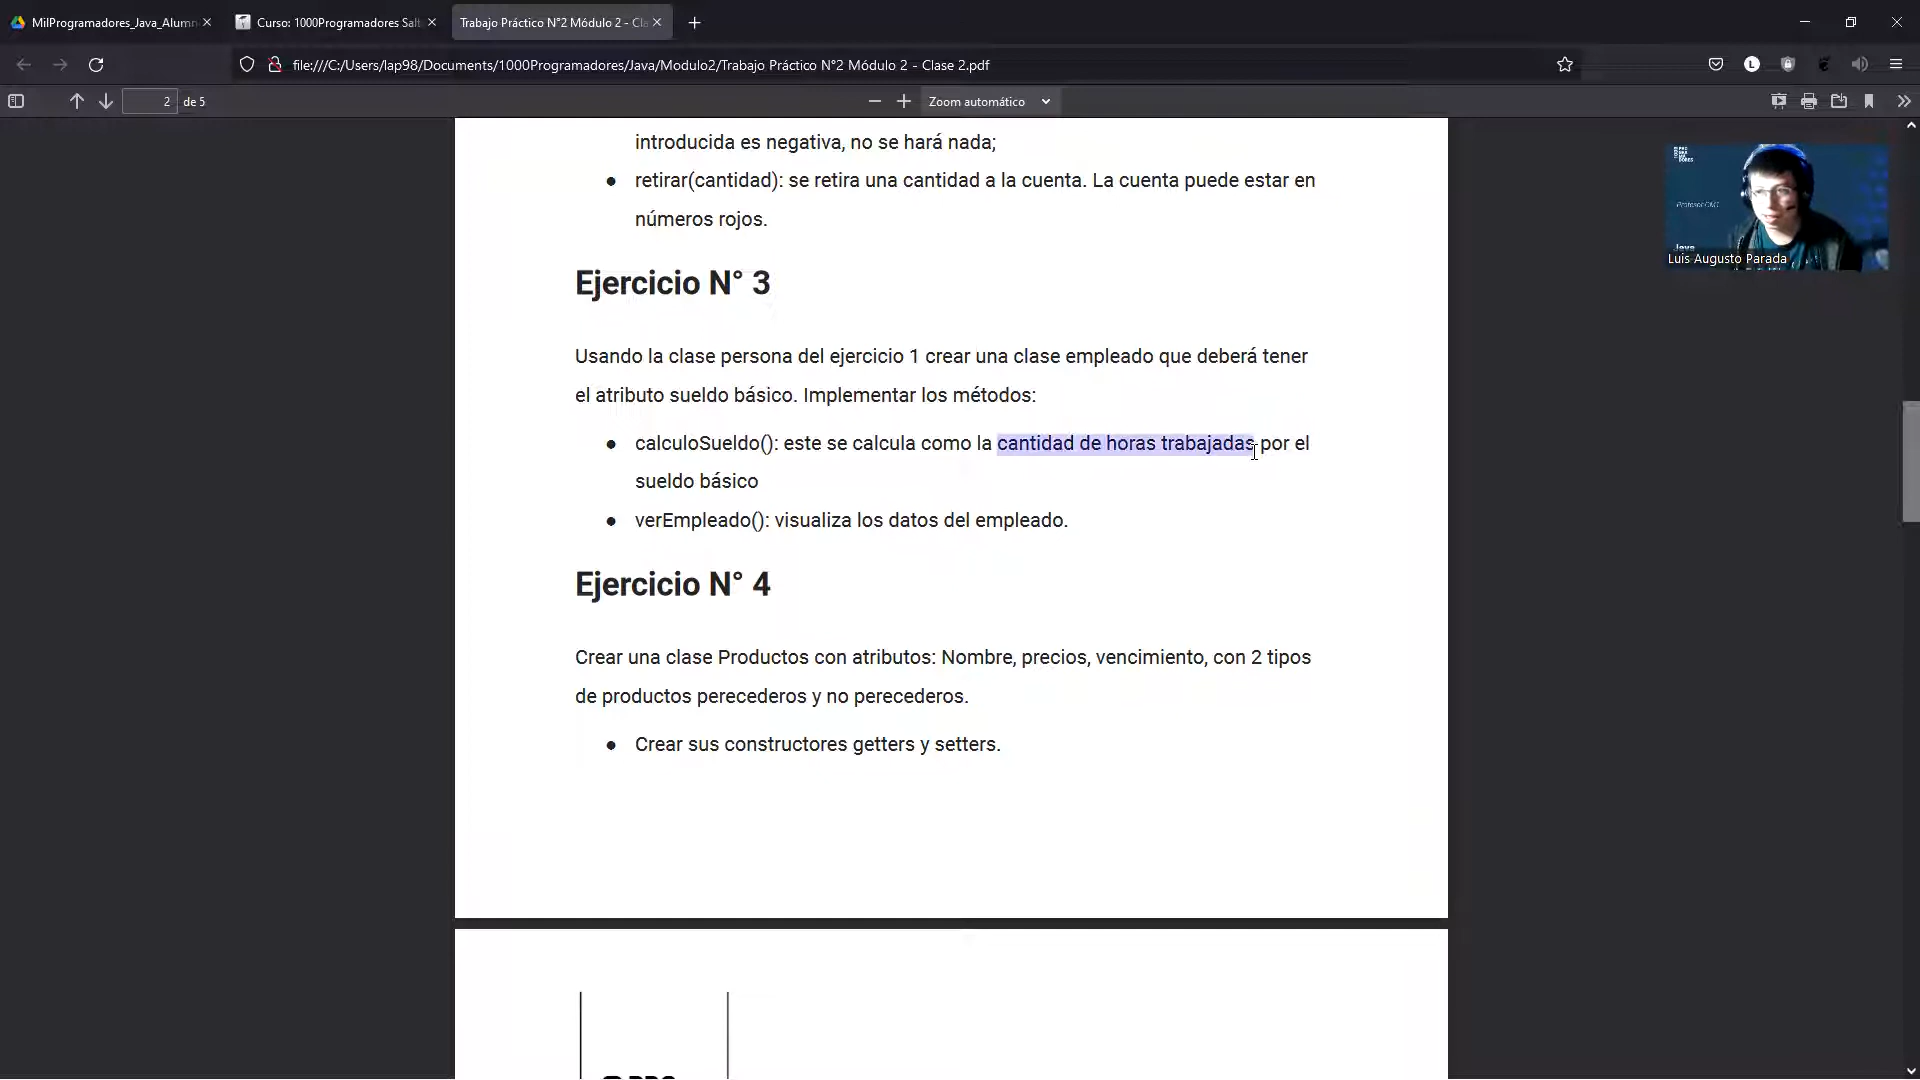 MilProgramadores_Java_Alumn
Curso: 1000Programadores Salt
Trabajo Práctico N°2 Módulo 2 - Cla
file:///C:/Users/lap98/Documents/1000Programadores/Java/Modulo2/Trabajo Práctico N°2 Módulo 2 - Clase 2.pdf
2 de 5
Zoom automático
introducida es negativa, no se hará nada;
● retirar(cantidad): se retira una cantidad a la cuenta. La cuenta puede estar en
números rojos.
Ejercicio N° 3
Usando la clase persona del ejercicio 1 crear una clase empleado que deberá tener
el atributo sueldo básico. Implementar los métodos:
● calculoSueldo(): este se calcula como la cantidad de horas trabajadas por el
sueldo básico
● verEmpleado(): visualiza los datos del empleado.
Ejercicio N° 4
Crear una clase Productos con atributos: Nombre, precios, vencimiento, con 2 tipos
de productos perecederos y no perecederos.
● Crear sus constructores getters y setters.
L
Java
Luis Augusto Parada